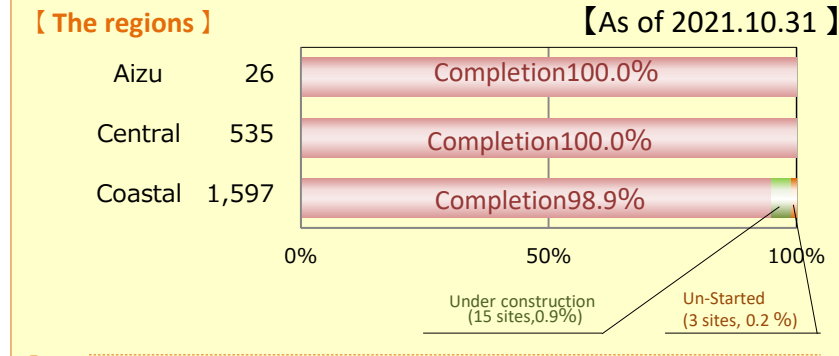 【 The regions 】 【As of 2021.10.31 】
Aizu 26 Completion100.0%
Central 535 Completion100.0%
Coastal 1,597 Completion98.9%
0% 50% 100%
Under construction
(15 sites,0.9%)
Un-Started
(3 sites, 0.2 %)